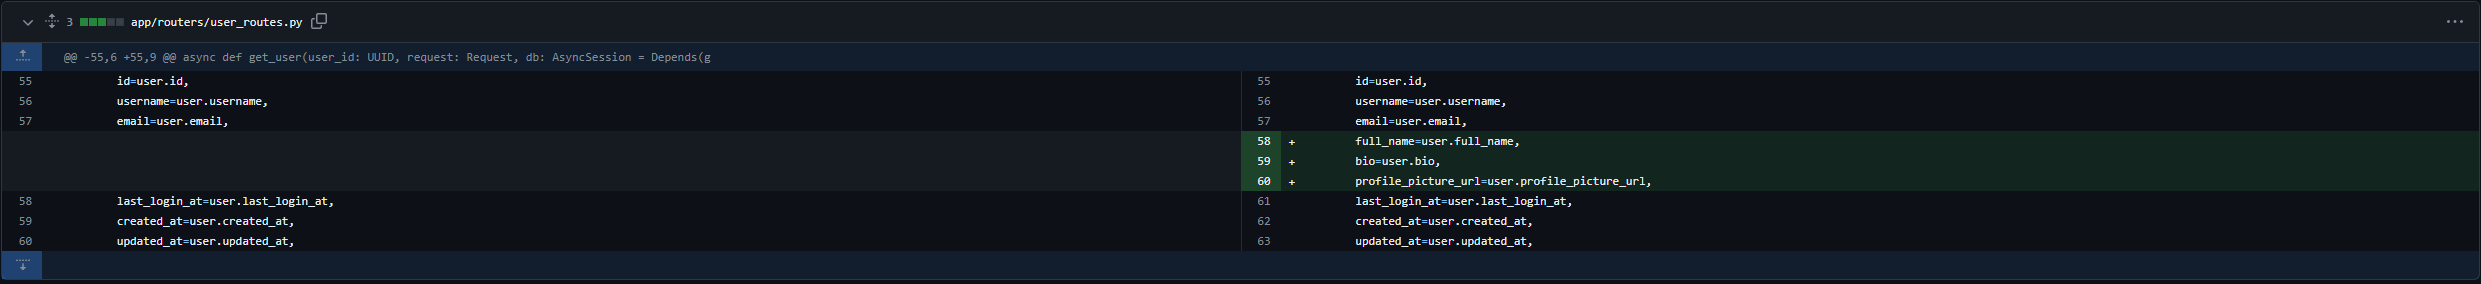 3 app/routers/user_routes.py
@@ -55,6 +55,9 @@ async def get_user(user_id: UUID, request: Request, db: AsyncSession = Depends(g
55 id=user.id,
56 username=user.username,
57 email=user.email,
58 last_login_at=user.last_login_at,
59 created_at=user.created_at,
60 updated_at=user.updated_at,
55 id=user.id,
56 username=user.username,
57 email=user.email,
58 + full_name=user.full_name,
59 + bio=user.bio,
60 + profile_picture_url=user.profile_picture_url,
61 last_login_at=user.last_login_at,
62 created_at=user.created_at,
63 updated_at=user.updated_at,